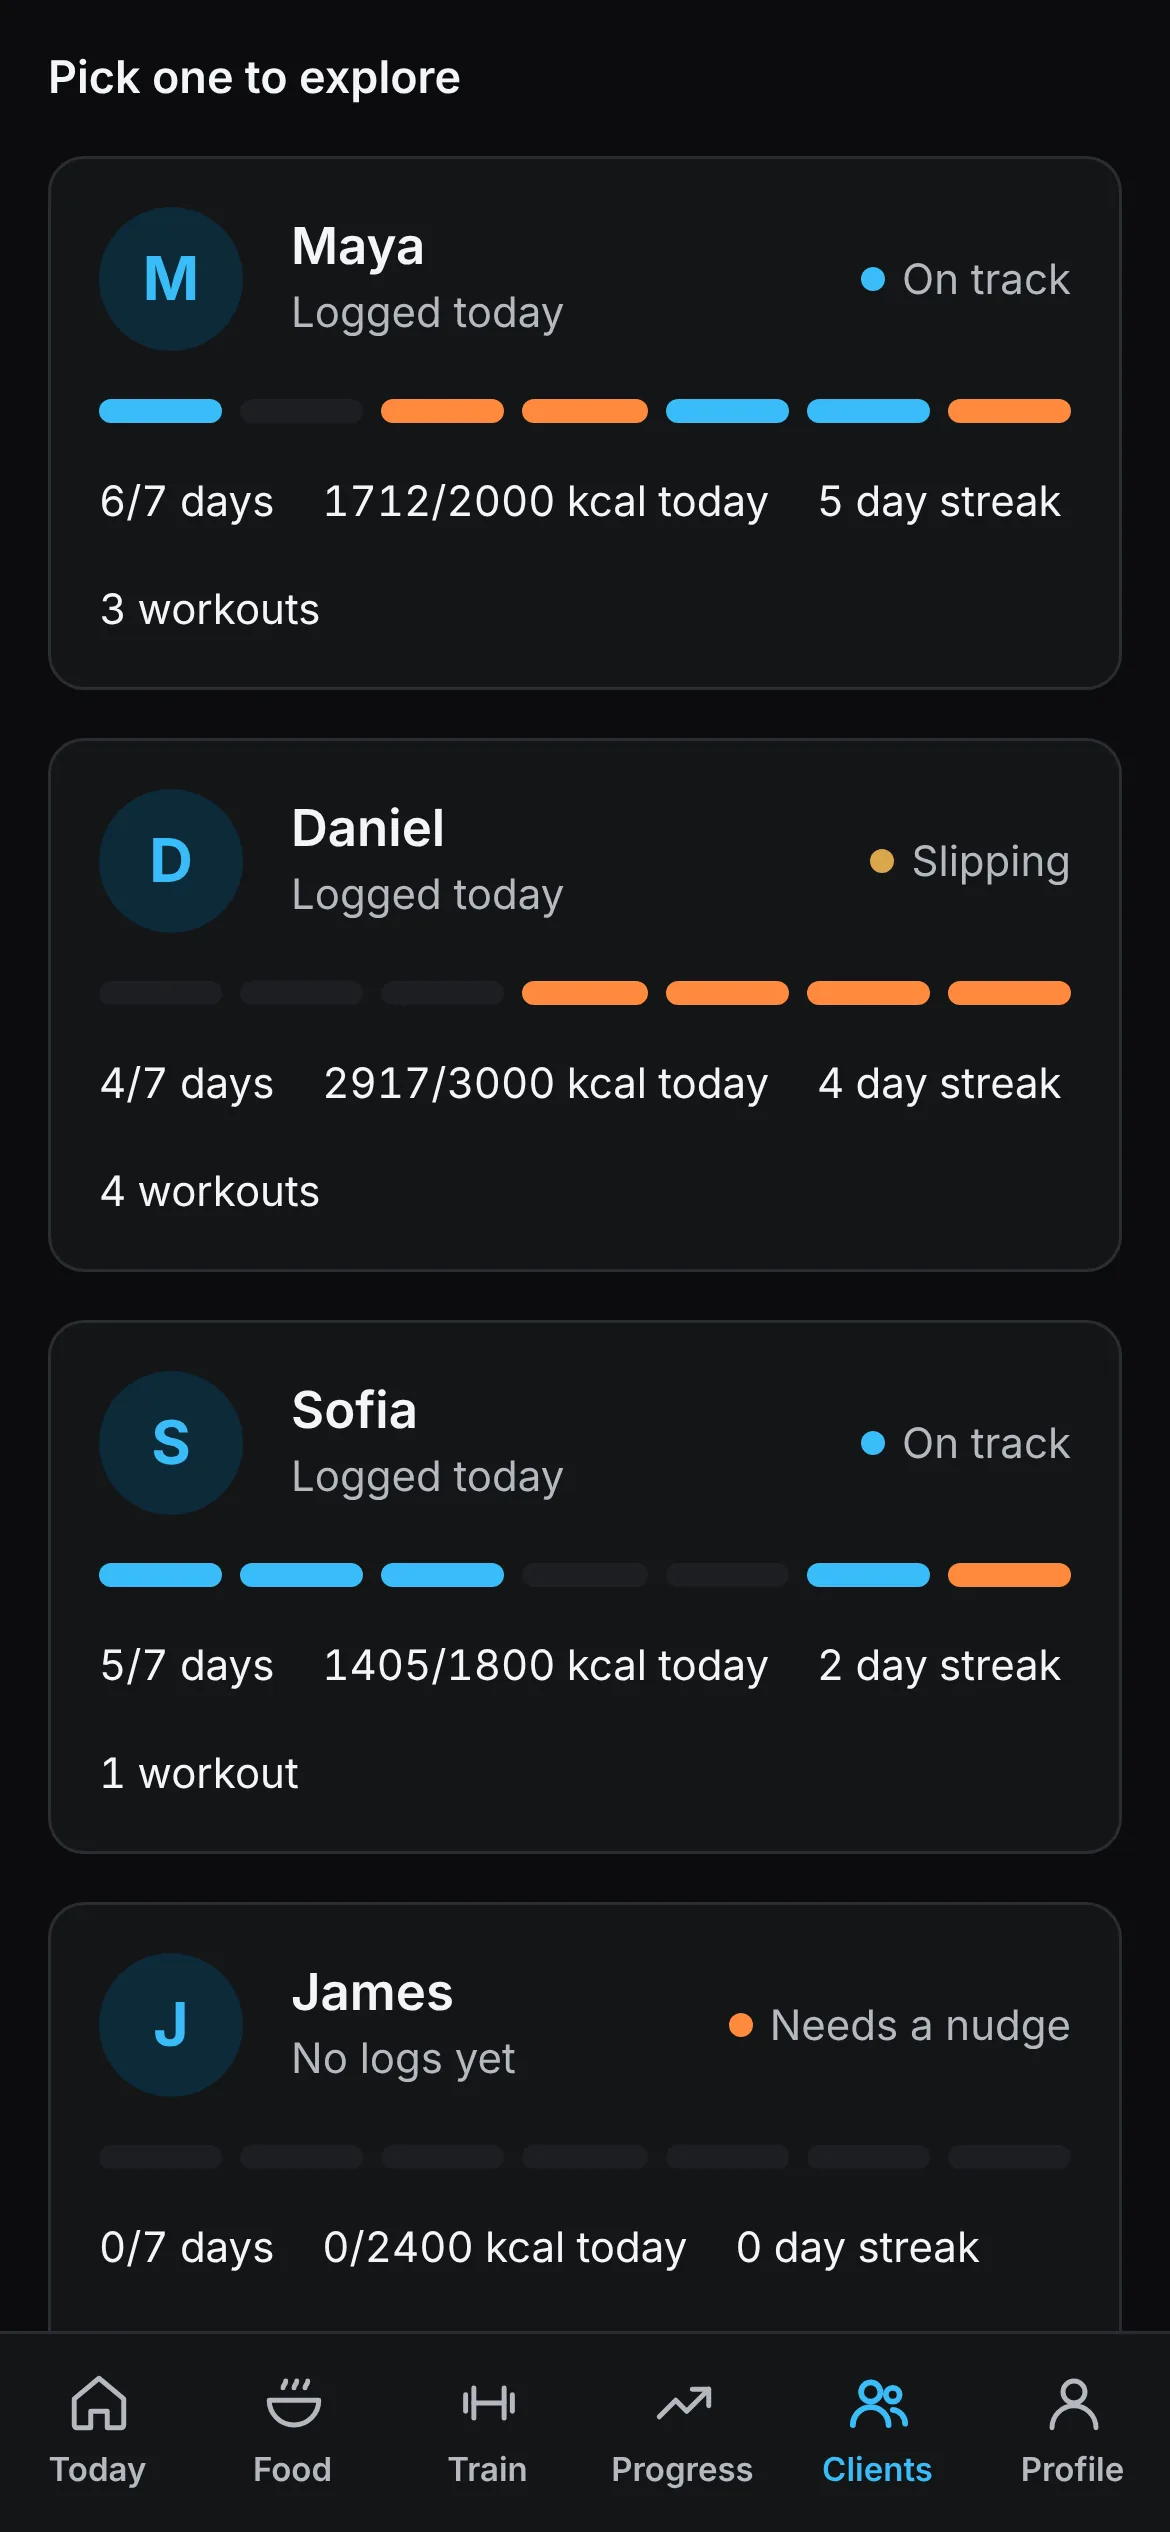 Pick one to explore
M
Maya
Logged today
On track
6/7 days 1712/2000 kcal today 5 day streak
3 workouts
D
Daniel
Logged today
Slipping
4/7 days 2917/3000 kcal today 4 day streak
4 workouts
S
Sofia
Logged today
On track
5/7 days 1405/1800 kcal today 2 day streak
1 workout
J
James
No logs yet
Needs a nudge
0/7 days 0/2400 kcal today 0 day streak
Today Food Train Progress Clients Profile